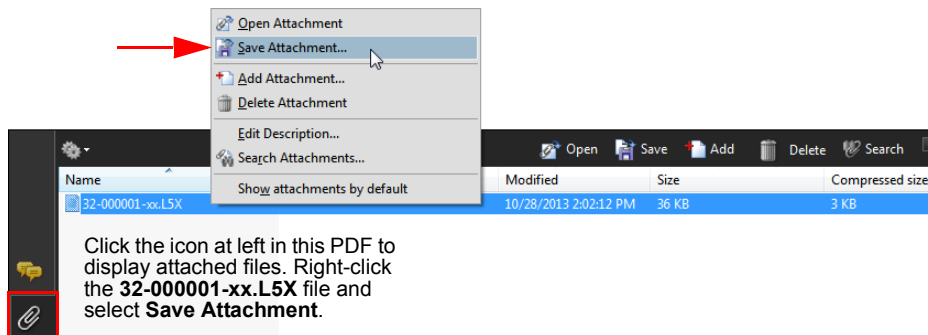 Open Attachment
Save Attachment...
Add Attachment...
Delete Attachment
Edit Description...
Search Attachments...
Show attachments by default
Open Save Add Delete Search
Name Modified Size Compressed size
32-000001-xx.L5X 10/28/2013 2:02:12 PM 36 KB 3 KB
Click the icon at left in this PDF to
display attached files. Right-click
the 32-000001-xx.L5X file and
select Save Attachment.